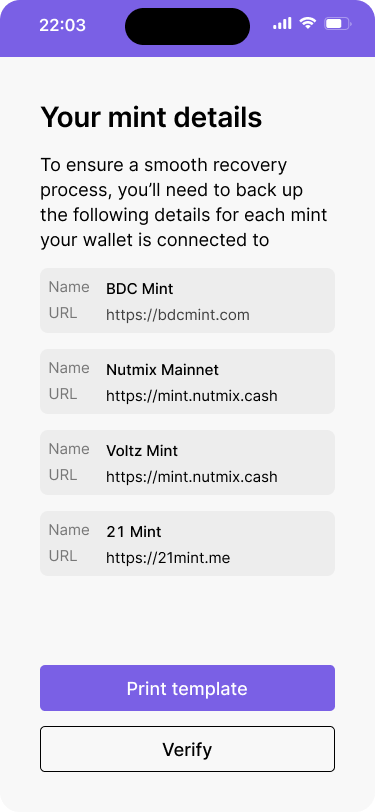 22:03
Your mint details
To ensure a smooth recovery
process, you’ll need to back up
the following details for each mint
your wallet is connected to
Name BDC Mint
URL https://bdcmint.com
Name Nutmix Mainnet
URL https://mint.nutmix.cash
Name Voltz Mint
URL https://mint.nutmix.cash
Name 21 Mint
URL https://21mint.me
Print template
Verify